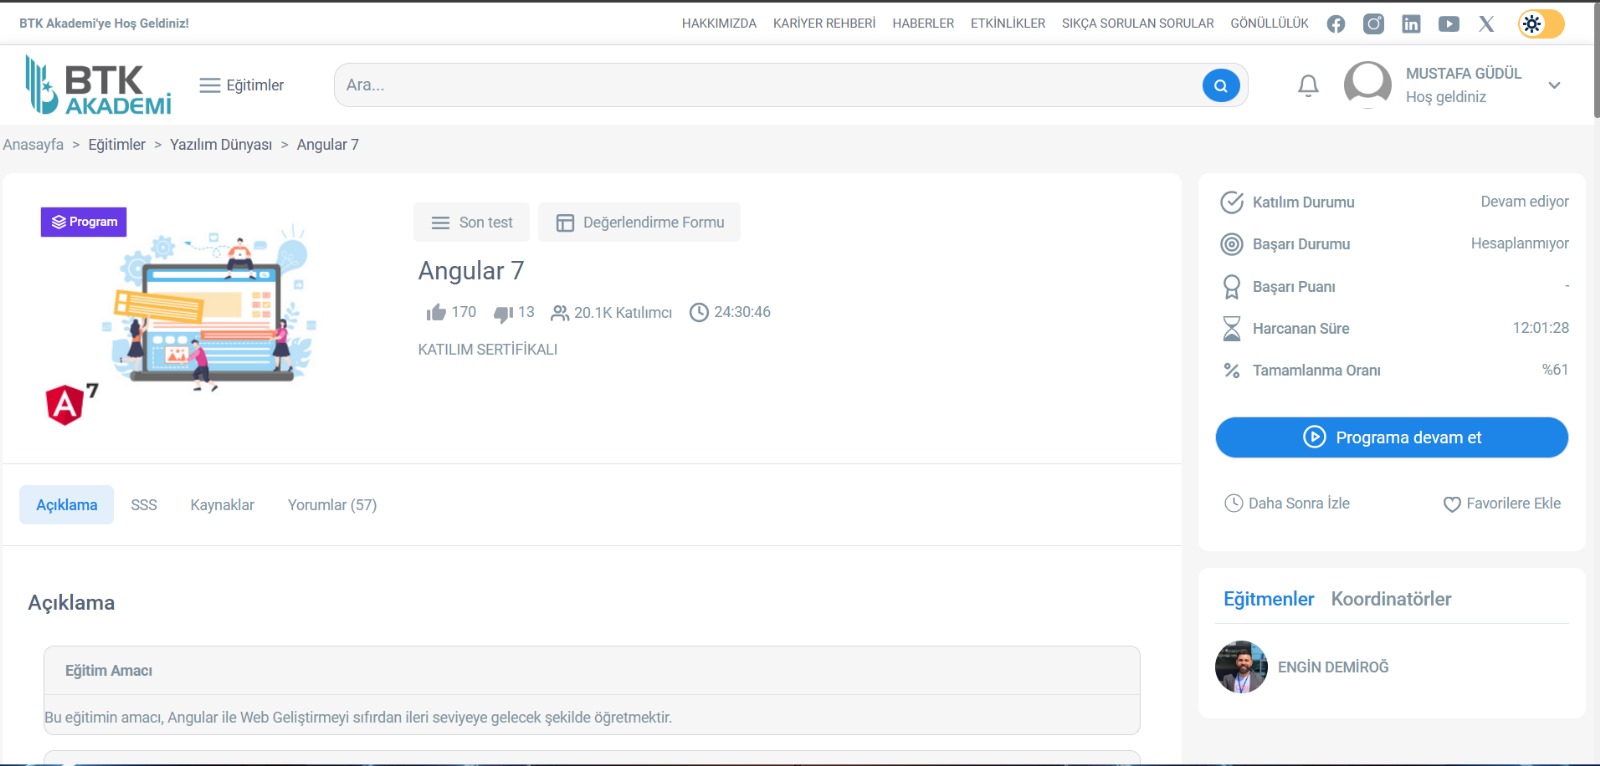 BTK Akademi'ye Hoş Geldiniz!
HAKKIMIZDA KARİYER REHBERİ HABERLER ETKİNLİKLER SIKÇA SORULAN SORULAR GÖNÜLLÜLÜK
BTK
AKADEMİ
Eğitimler
Ara...
MUSTAFA GÜDÜL
Hoş geldiniz
Anasayfa > Eğitimler > Yazılım Dünyası > Angular 7
Program
A 7
Son test
Değerlendirme Formu
Angular 7
170 13 20.1K Katılımcı 24:30:46
KATILIM SERTİFİKALI
Açıklama SSS Kaynaklar Yorumlar (57)
Açıklama
Eğitim Amacı
Bu eğitimin amacı, Angular ile Web Geliştirmeyi sıfırdan ileri seviyeye gelecek şekilde öğretmektir.
Katılım Durumu Devam ediyor
Başarı Durumu Hesaplanmıyor
Başarı Puanı -
Harcanan Süre 12:01:28
Tamamlanma Oranı %61
Programa devam et
Daha Sonra İzle
Favorilere Ekle
Eğitmenler Koordinatörler
ENGİN DEMİROĞ